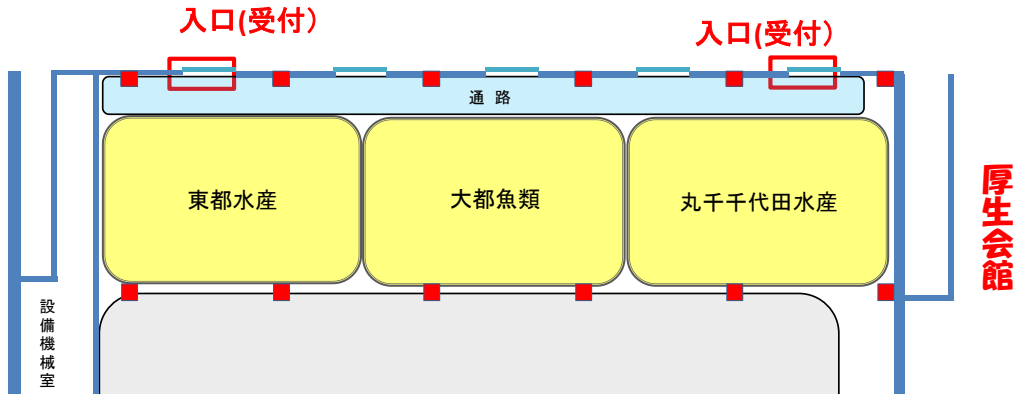 入口(受付)
入口(受付)
通 路
東都水産
大都魚類
丸千千代田水産
厚生会館
設備機械室